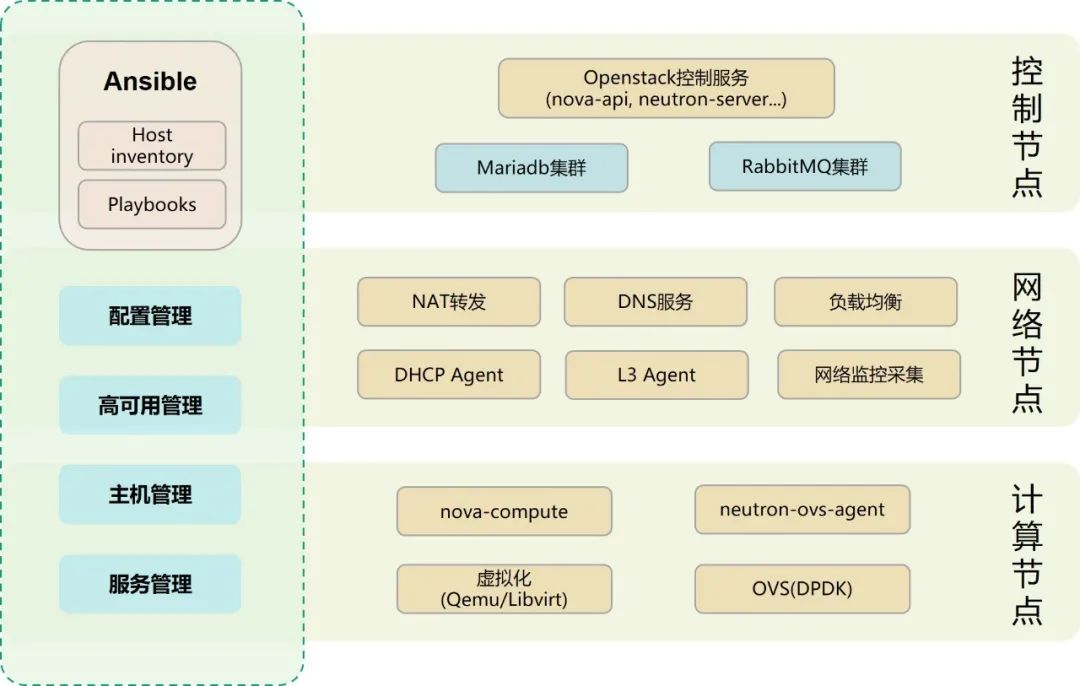 Ansible
Host
inventory
Playbooks
配置管理
高可用管理
主机管理
服务管理
Openstack控制服务
(nova-api, neutron-server...)
Mariadb集群
RabbitMQ集群
控制节点
NAT转发
DNS服务
负载均衡
DHCP Agent
L3 Agent
网络监控采集
网络节点
nova-compute
neutron-ovs-agent
虚拟化
(Qemu/Libvirt)
OVS(DPDK)
计算节点